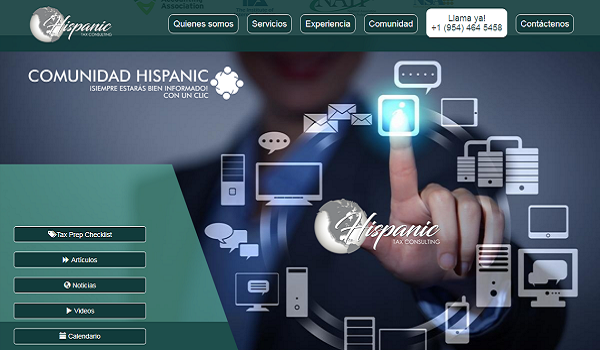 Association
Hispanic
TAX CONSULTING
Quienes somos
Servicios
Experiencia
Comunidad
Llama ya!
+1 (954) 464 5458
Contáctenos
COMUNIDAD HISPANIC
¡SIEMPRE ESTARÁS BIEN INFORMADO!
CON UN CLIC
Hispanic
TAX CONSULTING
Tax Prep Checklist
Artículos
Noticias
Videos
Calendario